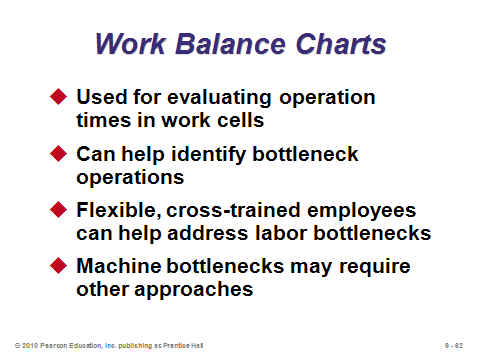 Work Balance Charts
Used for evaluating operation
times in work cells
Can help identify bottleneck
operations
Flexible, cross-trained employees
can help address labor bottlenecks
Machine bottlenecks may require
other approaches
© 2010 Pearson Education, Inc. publishing as Prentice Hall
9 - 62